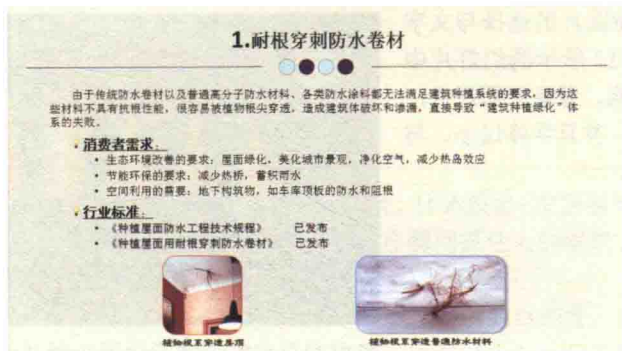 1.耐根穿刺防水卷材
由于传统防水卷材以及普通高分子防水材料、各类防水涂料都无法满足建筑种植系统的要求，因为这
些材料不具有抗根性能，很容易被植物根尖穿透，造成建筑体破坏和渗漏，直接导致“建筑种植绿化”体
系的失败。
·消费者需求：
• 生态环境改善的要求：屋面绿化，美化城市景观，净化空气，减少热岛效应
• 节能环保的要求：减少热桥，蓄积雨水
• 空间利用的需要：地下构筑物，如车库顶板的防水和阻根
·行业标准：
• 《种植屋面防水工程技术规程》 已发布
• 《种植屋面用耐根穿刺防水卷材》 已发布
植物根系穿透屋顶
植物根系穿透普通防水材料